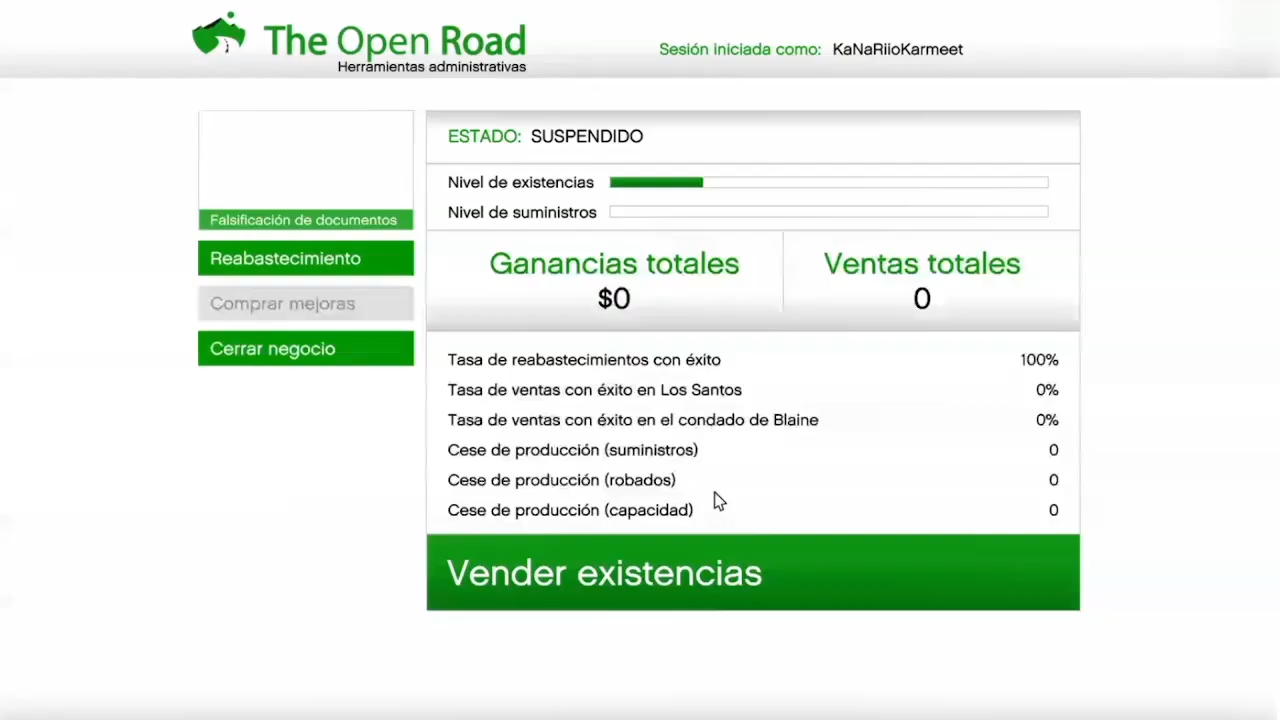 The Open Road
Herramientas administrativas
Sesión iniciada como: KaNaRiioKarmeet
Falsificación de documentos
Reabastecimiento
Comprar mejoras
Cerrar negocio
ESTADO: SUSPENDIDO
Nivel de existencias
Nivel de suministros
Ganancias totales
$0
Ventas totales
0
Tasa de reabastecimientos con éxito 100%
Tasa de ventas con éxito en Los Santos 0%
Tasa de ventas con éxito en el condado de Blaine 0%
Cese de producción (suministros) 0
Cese de producción (robados) 0
Cese de producción (capacidad) 0
Vender existencias